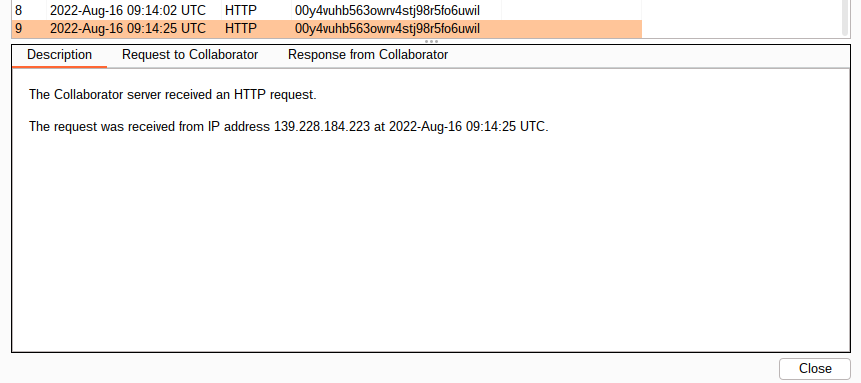 8 2022-Aug-16 09:14:02 UTC HTTP 00y4vuhb563owrv4stj98r5fo6uwil
9 2022-Aug-16 09:14:25 UTC HTTP 00y4vuhb563owrv4stj98r5fo6uwil
Description Request to Collaborator Response from Collaborator
The Collaborator server received an HTTP request.
The request was received from IP address 139.228.184.223 at 2022-Aug-16 09:14:25 UTC.
Close